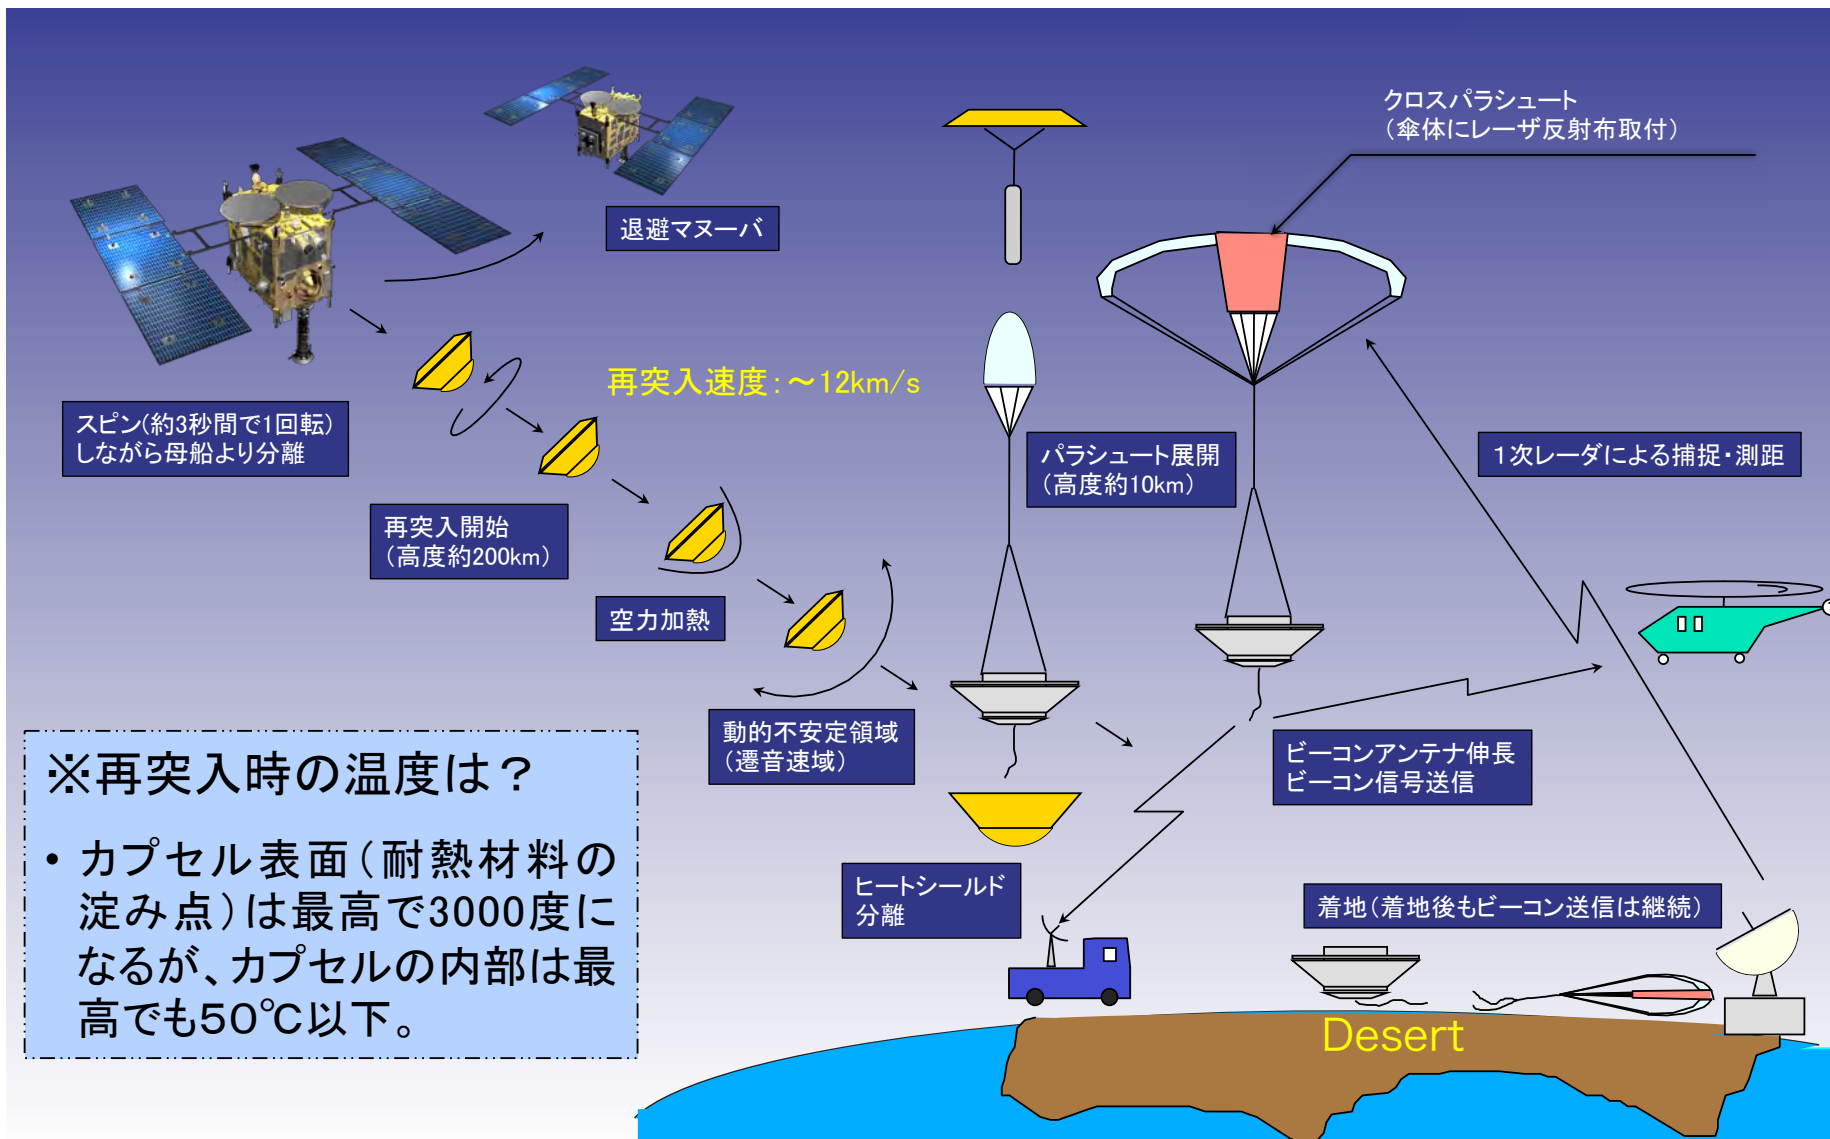 クロスパラシュート
(傘体にレーザ反射布取付)
退避マヌーバ
再突入速度:～12km/s
スピン(約3秒間で1回転)
しながら母船より分離
パラシュート展開
(高度約10km)
1次レーダによる捕捉・測距
再突入開始
(高度約200km)
空力加熱
動的不安定領域
(遷音速域)
ビーコンアンテナ伸長
ビーコン信号送信
※再突入時の温度は？
・カプセル表面(耐熱材料の
淀み点)は最高で3000度に
なるが、カプセルの内部は最
高でも50℃以下。
ヒートシールド
分離
着地(着地後もビーコン送信は継続)
Desert